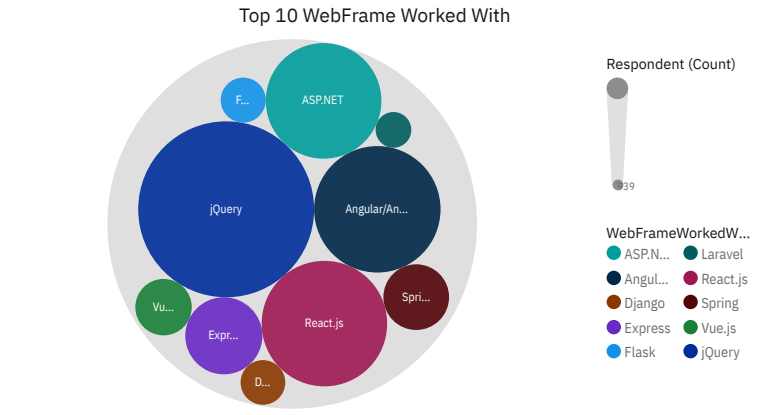 Top 10 WebFrame Worked With
Respondent (Count)
F...
ASP.NET
jQuery
Angular/An...
Vu...
Expr...
React.js
Spri...
D...
939
WebFrameWorkedW...
ASP.N...
Laravel
Angul...
React.js
Django
Spring
Express
Vue.js
Flask
jQuery